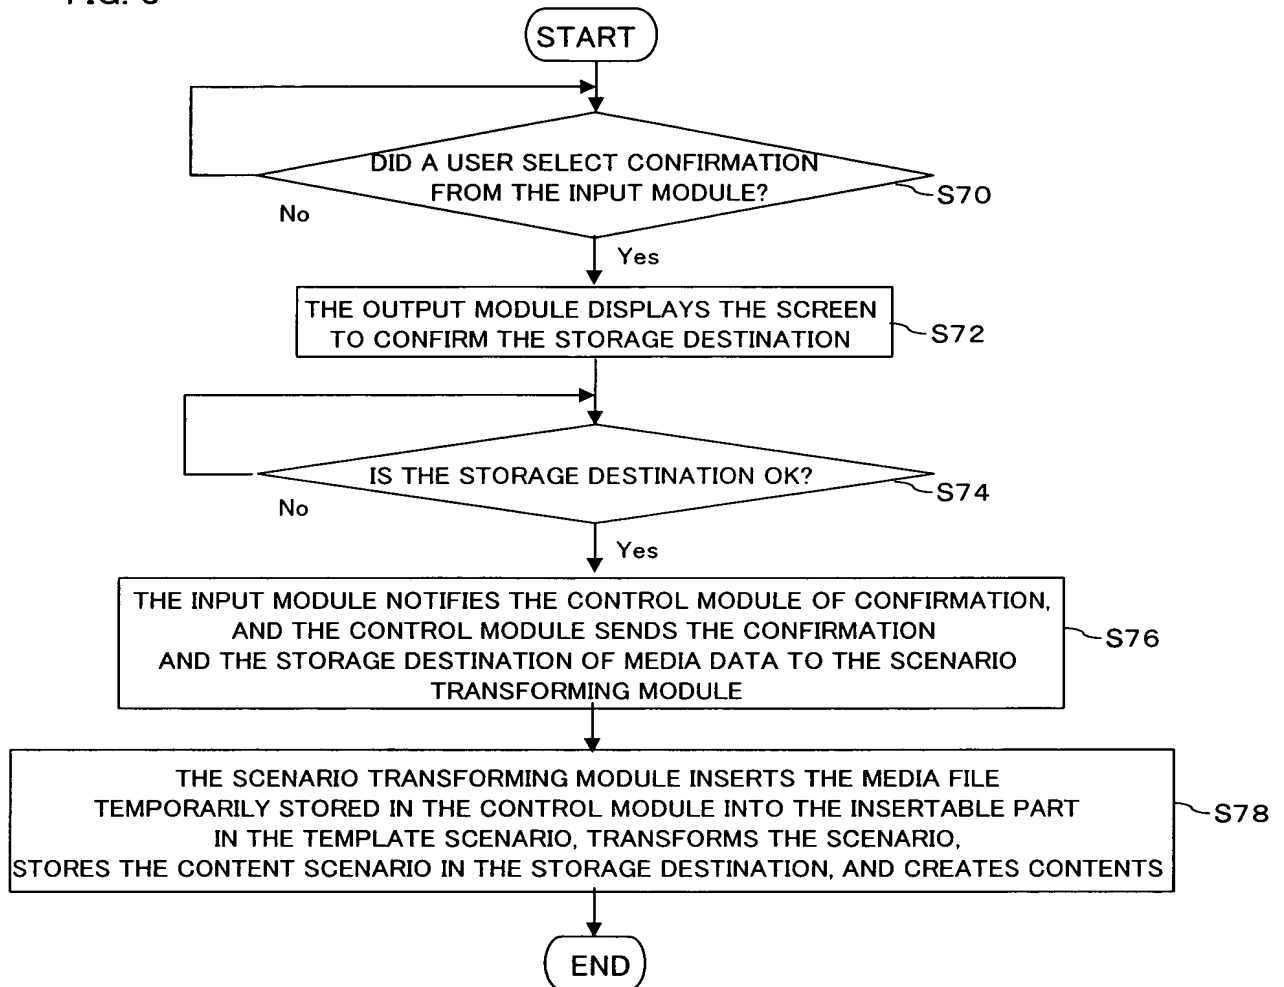 START
DID A USER SELECT CONFIRMATION
FROM THE INPUT MODULE?
S70
No
Yes
THE OUTPUT MODULE DISPLAYS THE SCREEN
TO CONFIRM THE STORAGE DESTINATION
S72
IS THE STORAGE DESTINATION OK?
S74
No
Yes
THE INPUT MODULE NOTIFIES THE CONTROL MODULE OF CONFIRMATION,
AND THE CONTROL MODULE SENDS THE CONFIRMATION
AND THE STORAGE DESTINATION OF MEDIA DATA TO THE SCENARIO
TRANSFORMING MODULE
S76
THE SCENARIO TRANSFORMING MODULE INSERTS THE MEDIA FILE
TEMPORARILY STORED IN THE CONTROL MODULE INTO THE INSERTABLE PART
IN THE TEMPLATE SCENARIO, TRANSFORMS THE SCENARIO,
STORES THE CONTENT SCENARIO IN THE STORAGE DESTINATION, AND CREATES CONTENTS
S78
END